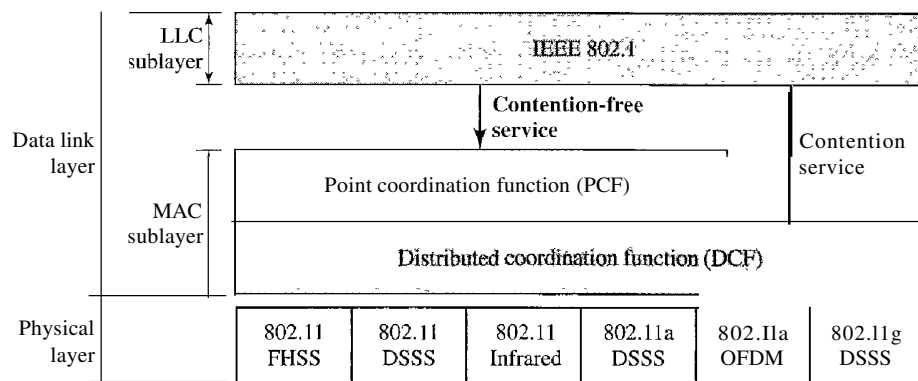 LLC
sublayer
IEEE 802.1
Contention-free
service
Data link
layer
Contention
service
Point coordination function (PCF)
MAC
sublayer
Distributed coordination function (DCF)
Physical
layer
802.11
FHSS
802.11
DSSS
802.11
Infrared
802.11a
DSSS
802.IIa
OFDM
802.11g
DSSS